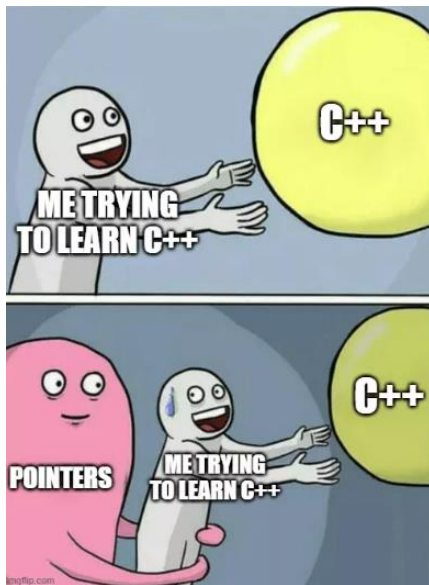 C++
ME TRYING
TO LEARN C++
C++
POINTERS
ME TRYING
TO LEARN C++
imgflip.com